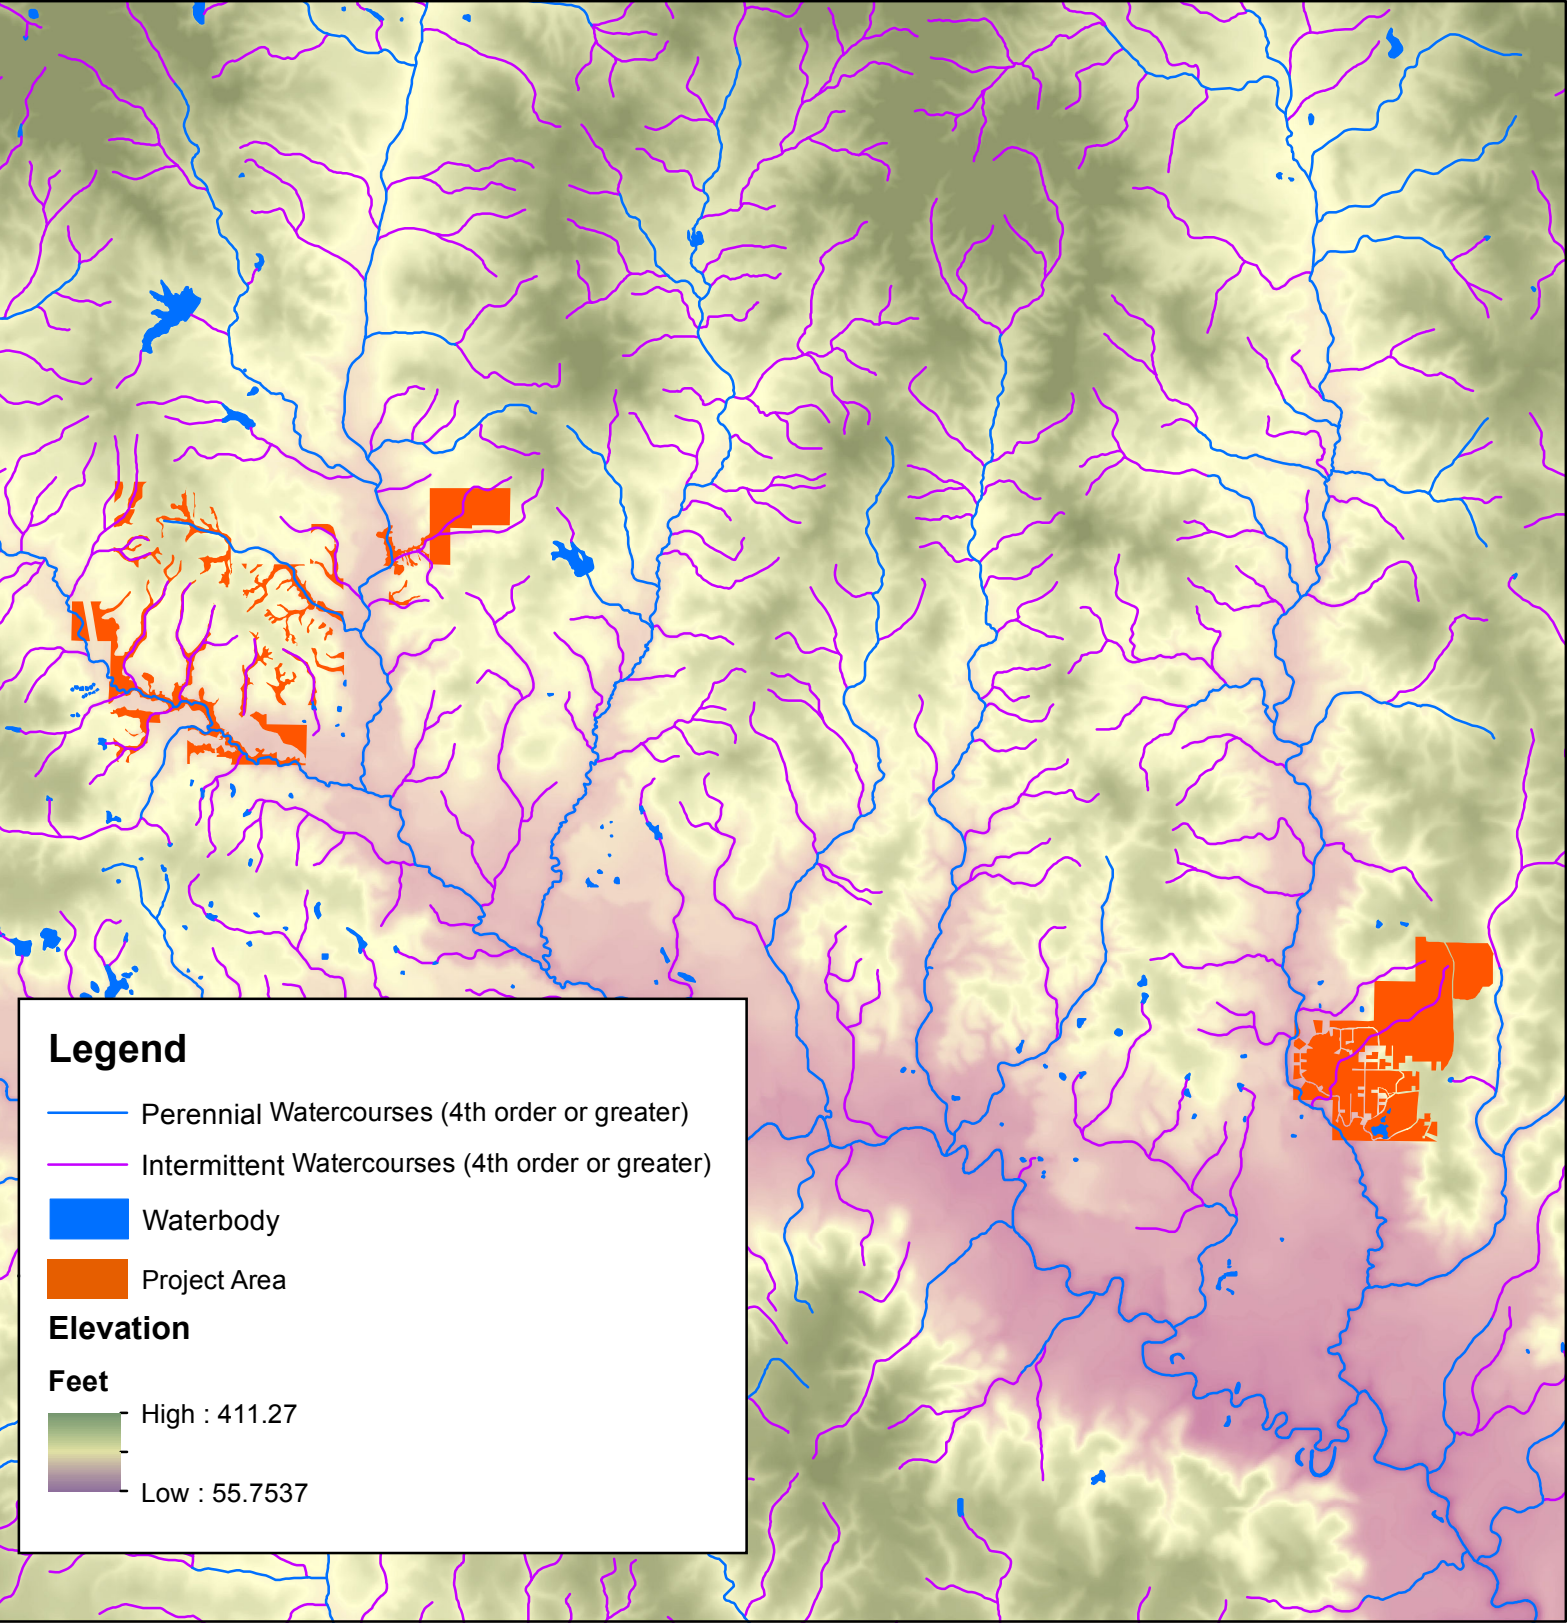 Legend
Perennial Watercourses (4th order or greater)
Intermittent Watercourses (4th order or greater)
Waterbody
Project Area
Elevation
Feet
High : 411.27
Low : 55.7537